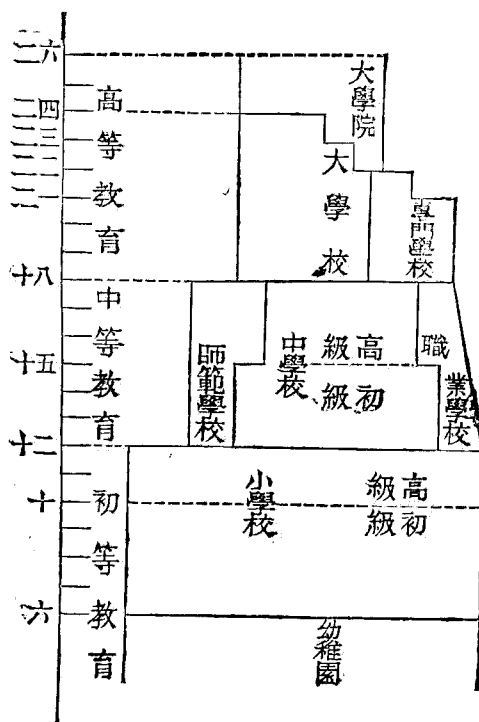 二六
二四
二三
二二
二一
十八
十五
十二
十
六
高等教育
中等教育
初等教育
大學院
大學校
專門學校
師範學校
中學校
高級
初級
職業學校
小學校
高級
初級
幼稚園